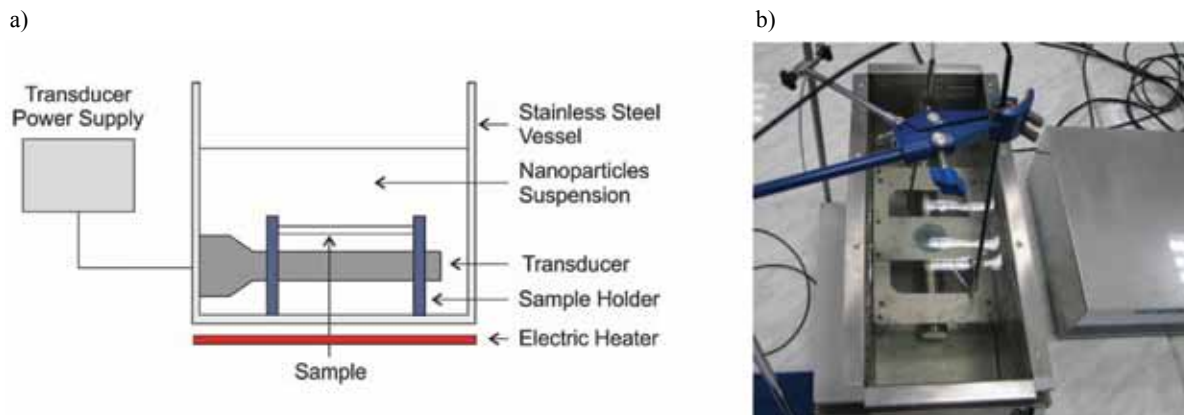 a)
b)
Transducer
Power Supply
Stainless Steel
Vessel
Nanoparticles
Suspension
Transducer
Sample Holder
Electric Heater
Sample